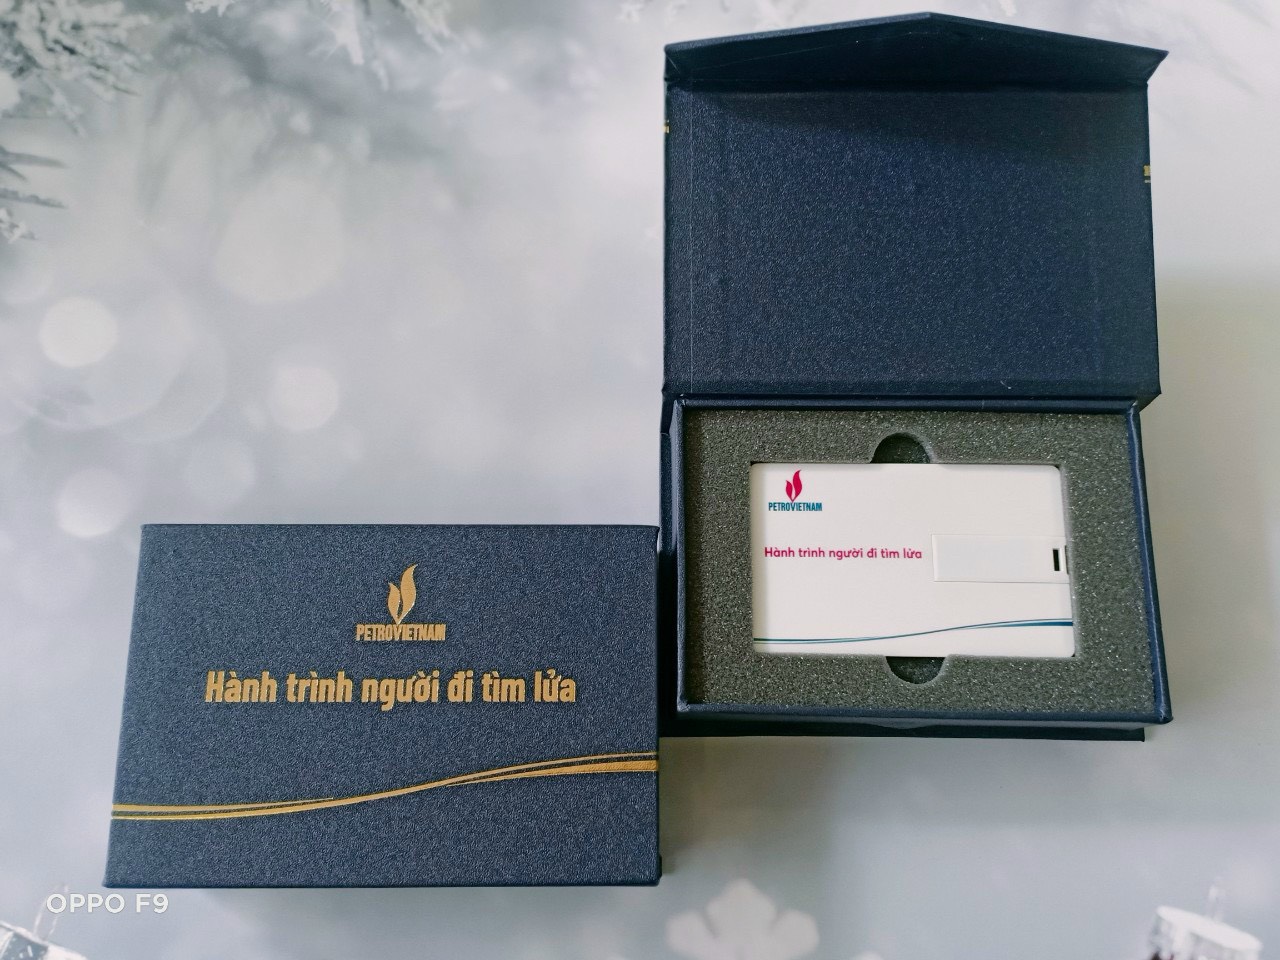 PETROVIETNAM
Hành trình người đi tìm lửa
PETROVIETNAM
Hành trình người đi tìm lửa
OPPO F9